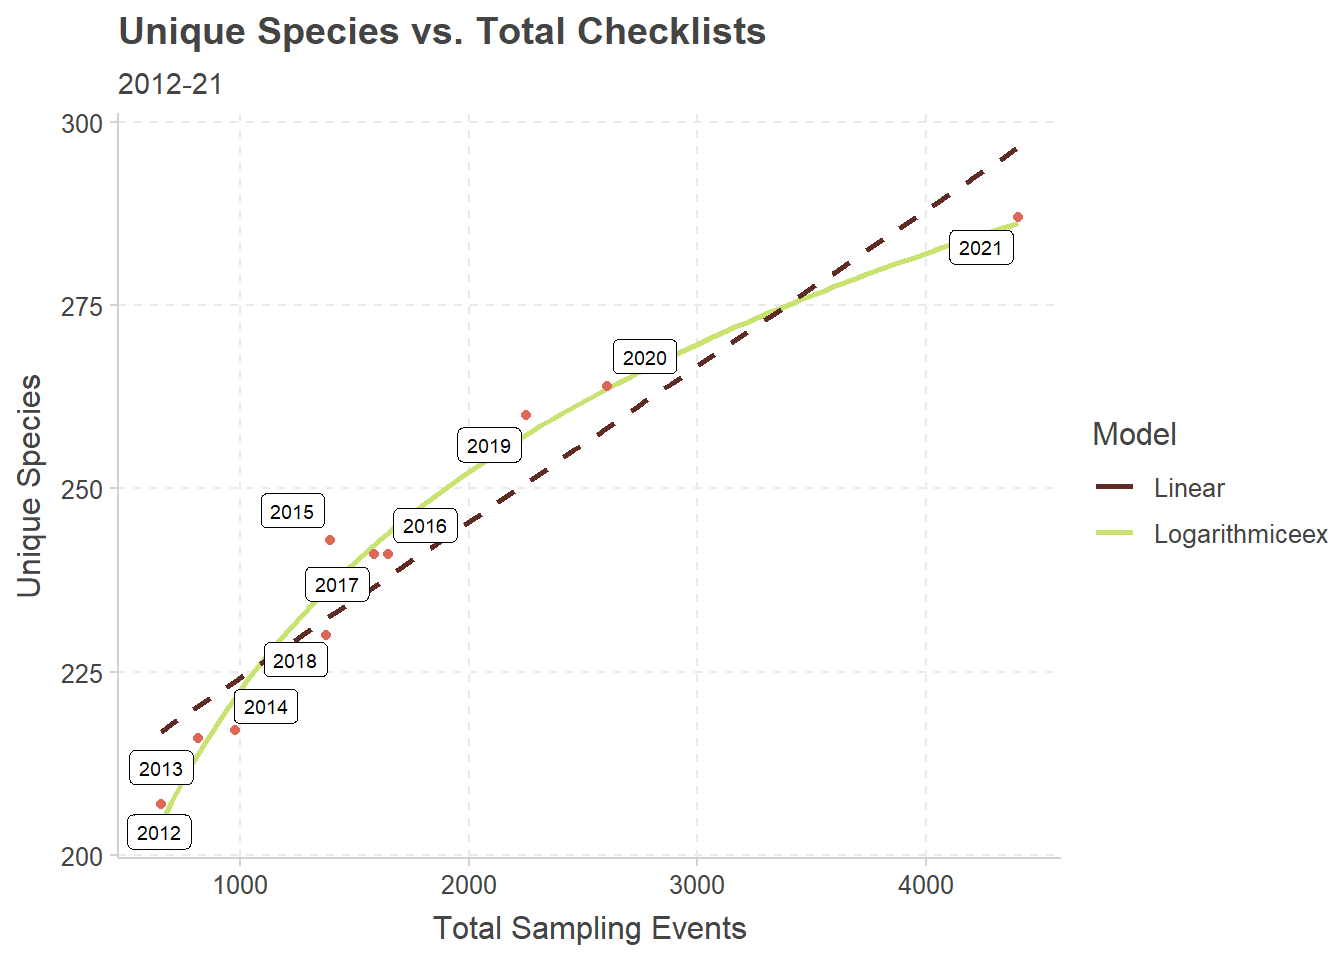 Unique Species vs. Total Checklists
2012-21
300
275
250
225
200
Unique Species
2021
2020
2019
2015
2016
2017
2018
2014
2013
2012
1000 2000 3000 4000
Total Sampling Events
Model
Linear
Logarithmiceex